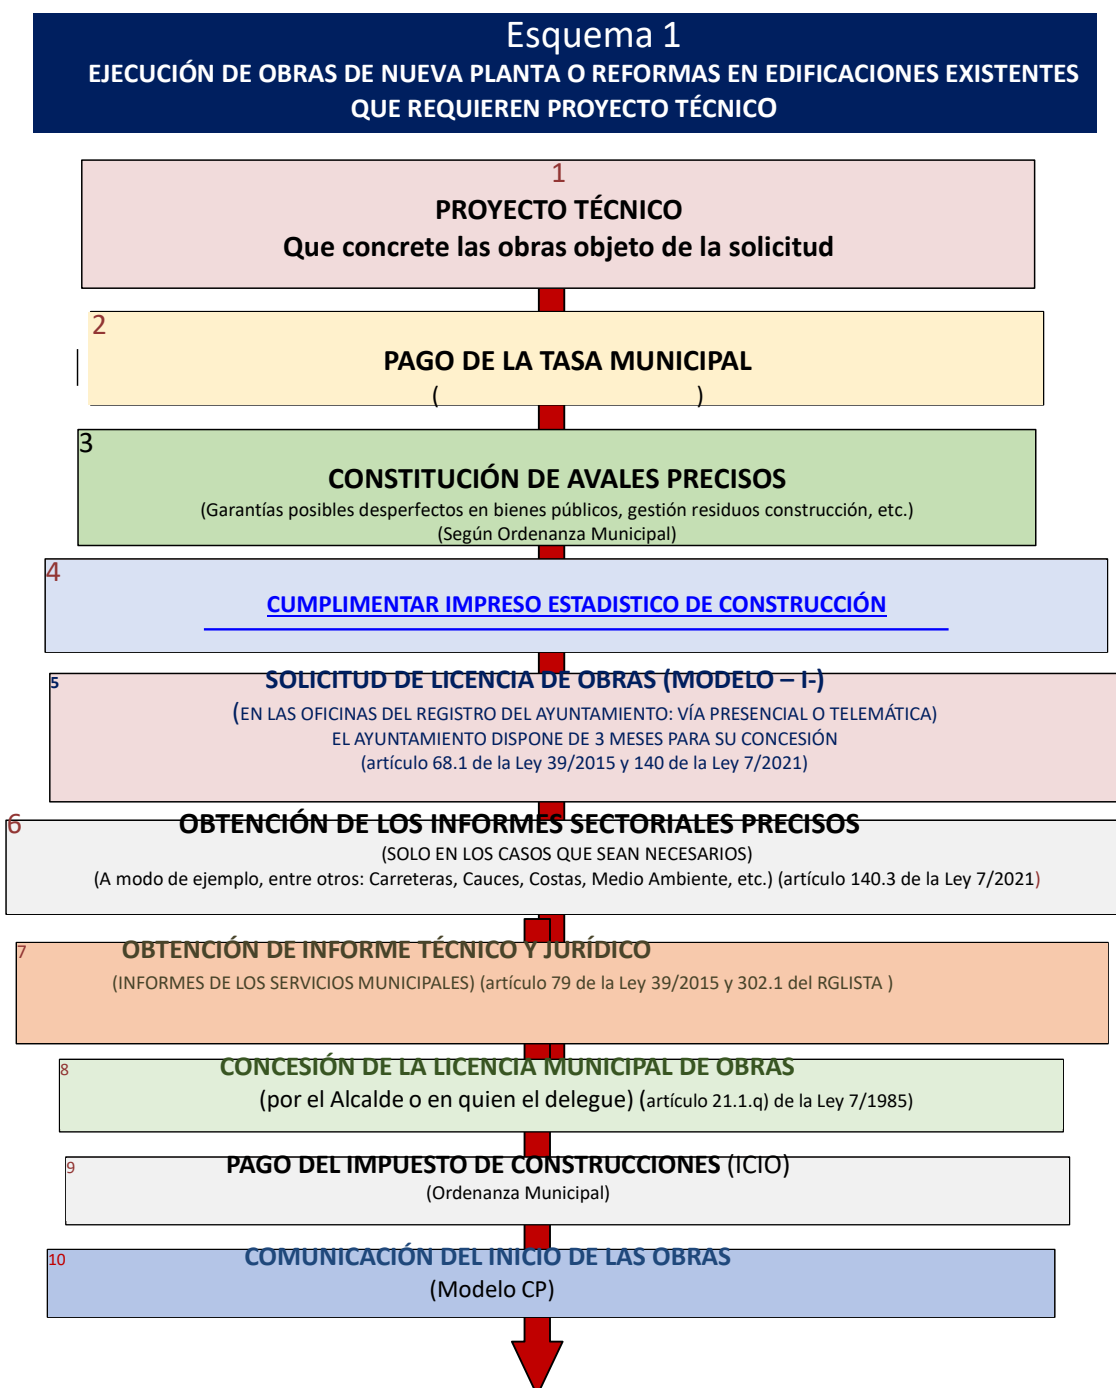 Esquema 1
EJECUCIÓN DE OBRAS DE NUEVA PLANTA O REFORMAS EN EDIFICACIONES EXISTENTES
QUE REQUIEREN PROYECTO TÉCNICO
1
PROYECTO TÉCNICO
Que concrete las obras objeto de la solicitud
2
PAGO DE LA TASA MUNICIPAL
( )
3
CONSTITUCIÓN DE AVALES PRECISOS
(Garantías posibles desperfectos en bienes públicos, gestión residuos construcción, etc.)
(Según Ordenanza Municipal)
4
CUMPLIMENTAR IMPRESO ESTADISTICO DE CONSTRUCCIÓN
5 SOLICITUD DE LICENCIA DE OBRAS (MODELO – I-)
(EN LAS OFICINAS DEL REGISTRO DEL AYUNTAMIENTO: VÍA PRESENCIAL O TELEMÁTICA)
EL AYUNTAMIENTO DISPONE DE 3 MESES PARA SU CONCESIÓN
(artículo 68.1 de la Ley 39/2015 y 140 de la Ley 7/2021)
6 OBTENCIÓN DE LOS INFORMES SECTORIALES PRECISOS
(SOLO EN LOS CASOS QUE SEAN NECESARIOS)
(A modo de ejemplo, entre otros: Carreteras, Cauces, Costas, Medio Ambiente, etc.) (artículo 140.3 de la Ley 7/2021)
7 OBTENCIÓN DE INFORME TÉCNICO Y JURÍDICO
(INFORMES DE LOS SERVICIOS MUNICIPALES) (artículo 79 de la Ley 39/2015 y 302.1 del RGLISTA )
8 CONCESIÓN DE LA LICENCIA MUNICIPAL DE OBRAS
(por el Alcalde o en quien el delegue) (artículo 21.1.q) de la Ley 7/1985)
9 PAGO DEL IMPUESTO DE CONSTRUCCIONES (ICIO)
(Ordenanza Municipal)
10 COMUNICACIÓN DEL INICIO DE LAS OBRAS
(Modelo CP)